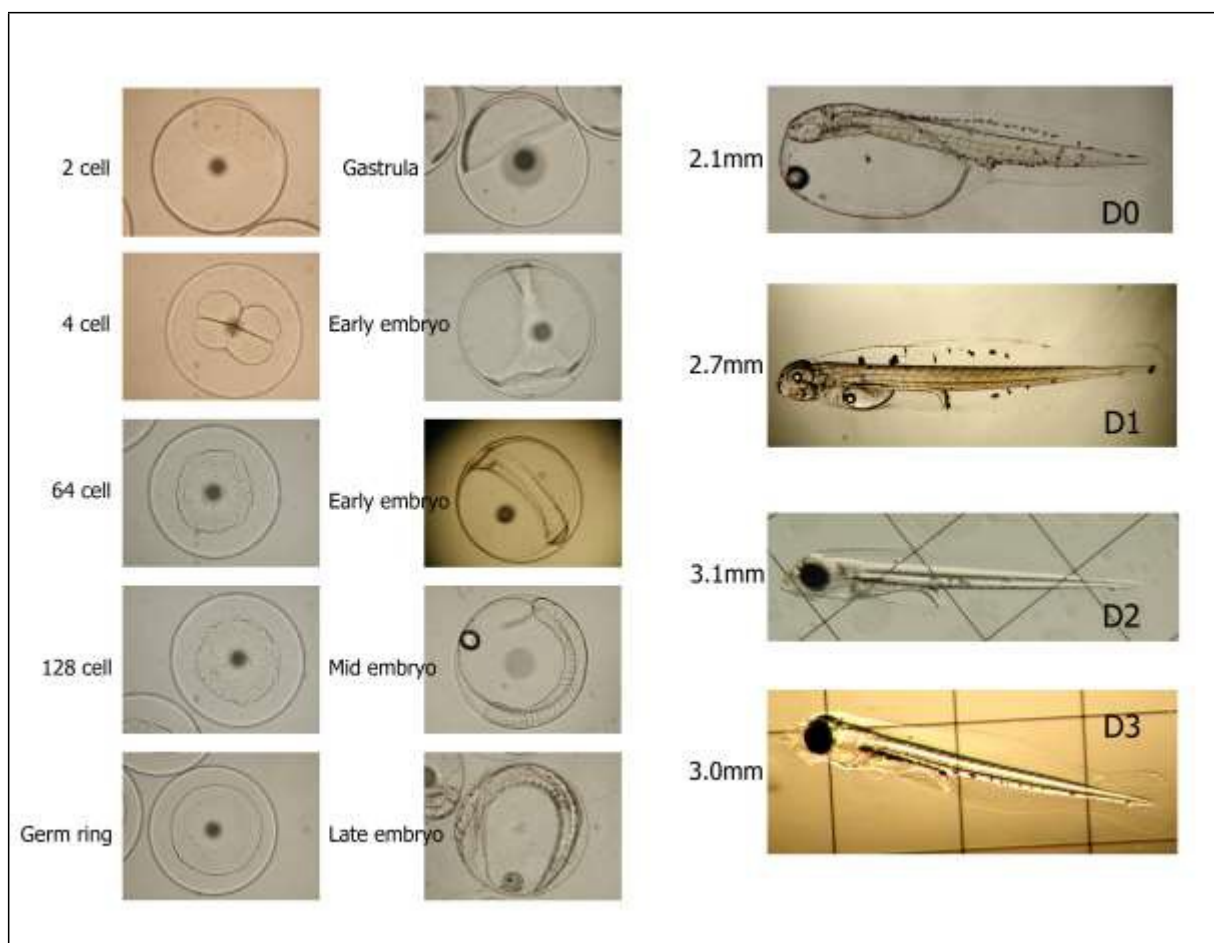 2 cell
4 cell
64 cell
128 cell
Germ ring
Gastrula
Early embryo
Early embryo
Mid embryo
Late embryo
2.1mm
D0
2.7mm
D1
3.1mm
D2
3.0mm
D3